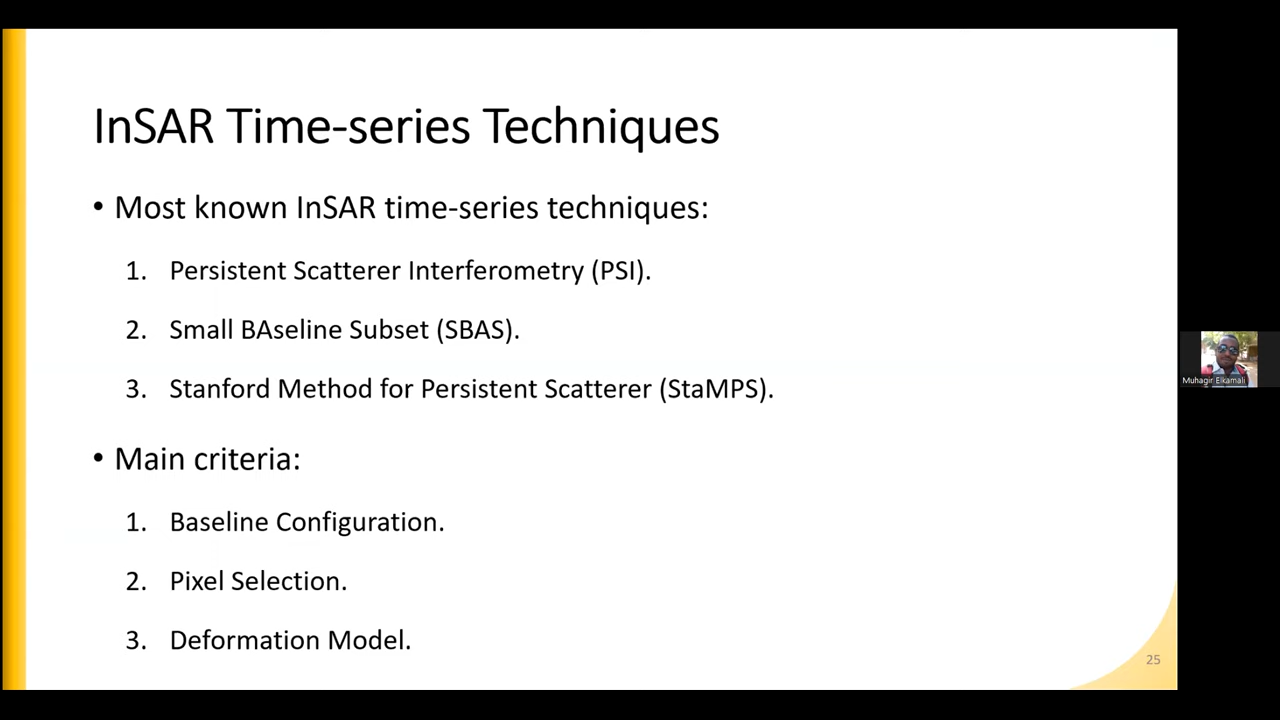 InSAR Time-series Techniques
• Most known InSAR time-series techniques:
1. Persistent Scatterer Interferometry (PSI).
2. Small BAseline Subset (SBAS).
3. Stanford Method for Persistent Scatterer (StaMPS).
• Main criteria:
1. Baseline Configuration.
2. Pixel Selection.
3. Deformation Model.
25
Muhagir Elkamali